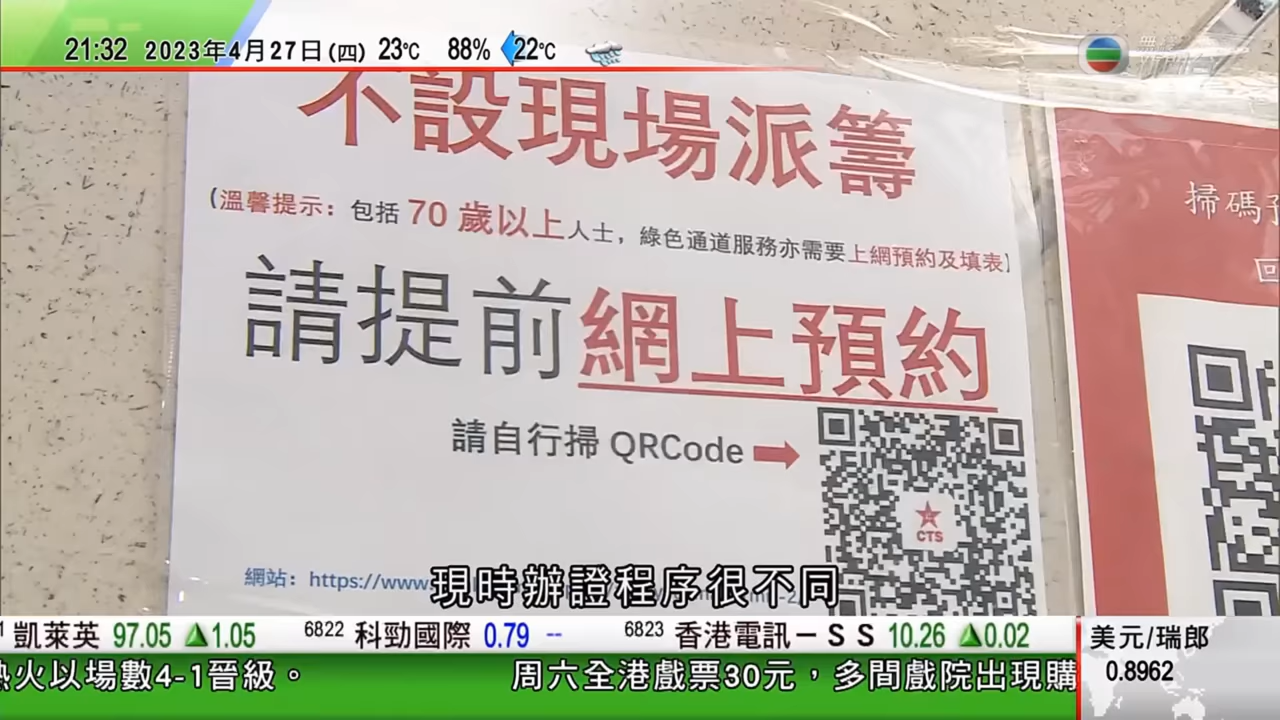 21:32 2023年4月27日(四) 23℃ 88% 22℃
不設現場派籌
(溫馨提示：包括 70 歲以上人士，綠色通道服務亦需要上網預約及填表)
請提前網上預約
掃碼
回
請自行掃 QRCode
CTS
網站：https://www.
現時辦證程序很不同
1 凱萊英 97.05 ▲1.05 6822 科勁國際 0.79 -- 6823 香港電訊－ＳＳ 10.26 ▲0.02
美元/瑞郎
0.8962
熱火以場數4-1晉級。 周六全港戲票30元，多間戲院出現購